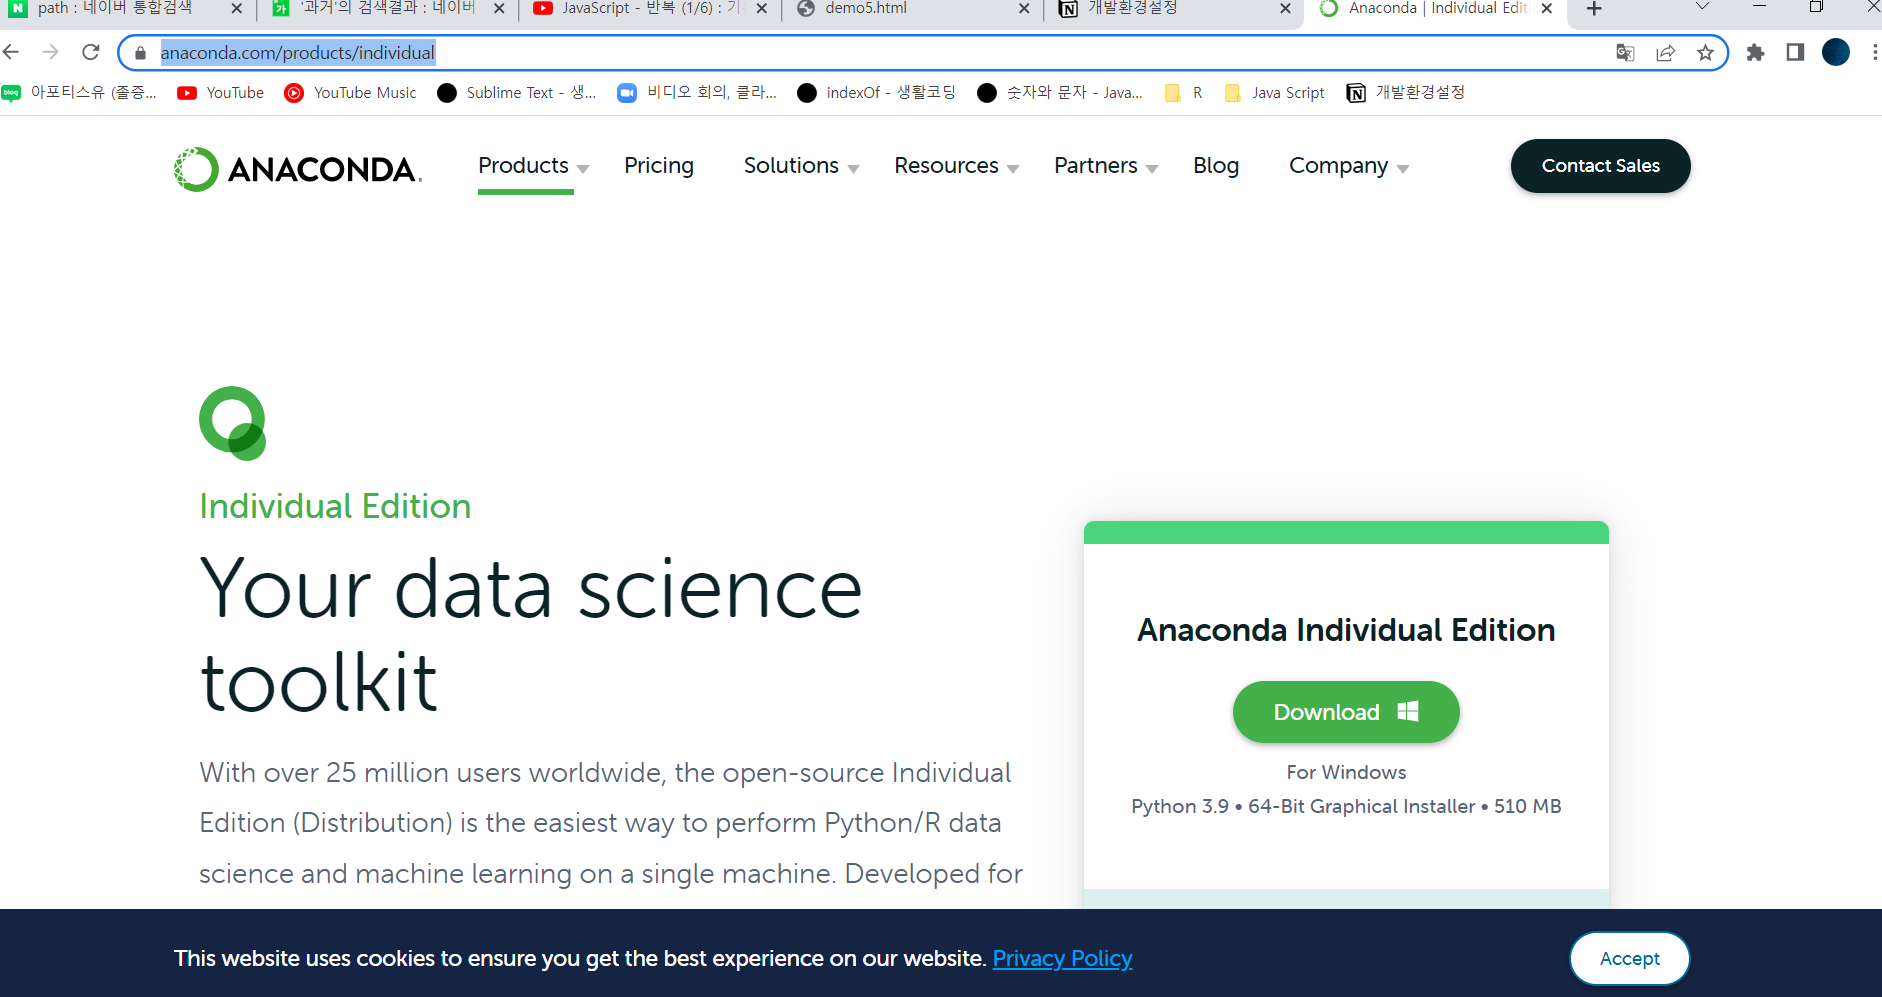 path : 네이버 통합검색
'과거'의 검색결과 : 네이버
JavaScript - 반복 (1/6) : 기
demo5.html
개발환경설정
Anaconda | Individual Editi
anaconda.com/products/individual
아포티스유 (졸증...
YouTube
YouTube Music
Sublime Text - 생...
비디오 회의, 클라...
indexOf - 생활코딩
숫자와 문자 - Java...
R
Java Script
개발환경설정
ANACONDA.
Products
Pricing
Solutions
Resources
Partners
Blog
Company
Contact Sales
Individual Edition
Your data science
toolkit
With over 25 million users worldwide, the open-source Individual
Edition (Distribution) is the easiest way to perform Python/R data
science and machine learning on a single machine. Developed for
Anaconda Individual Edition
Download
For Windows
Python 3.9 • 64-Bit Graphical Installer • 510 MB
This website uses cookies to ensure you get the best experience on our website. Privacy Policy
Accept